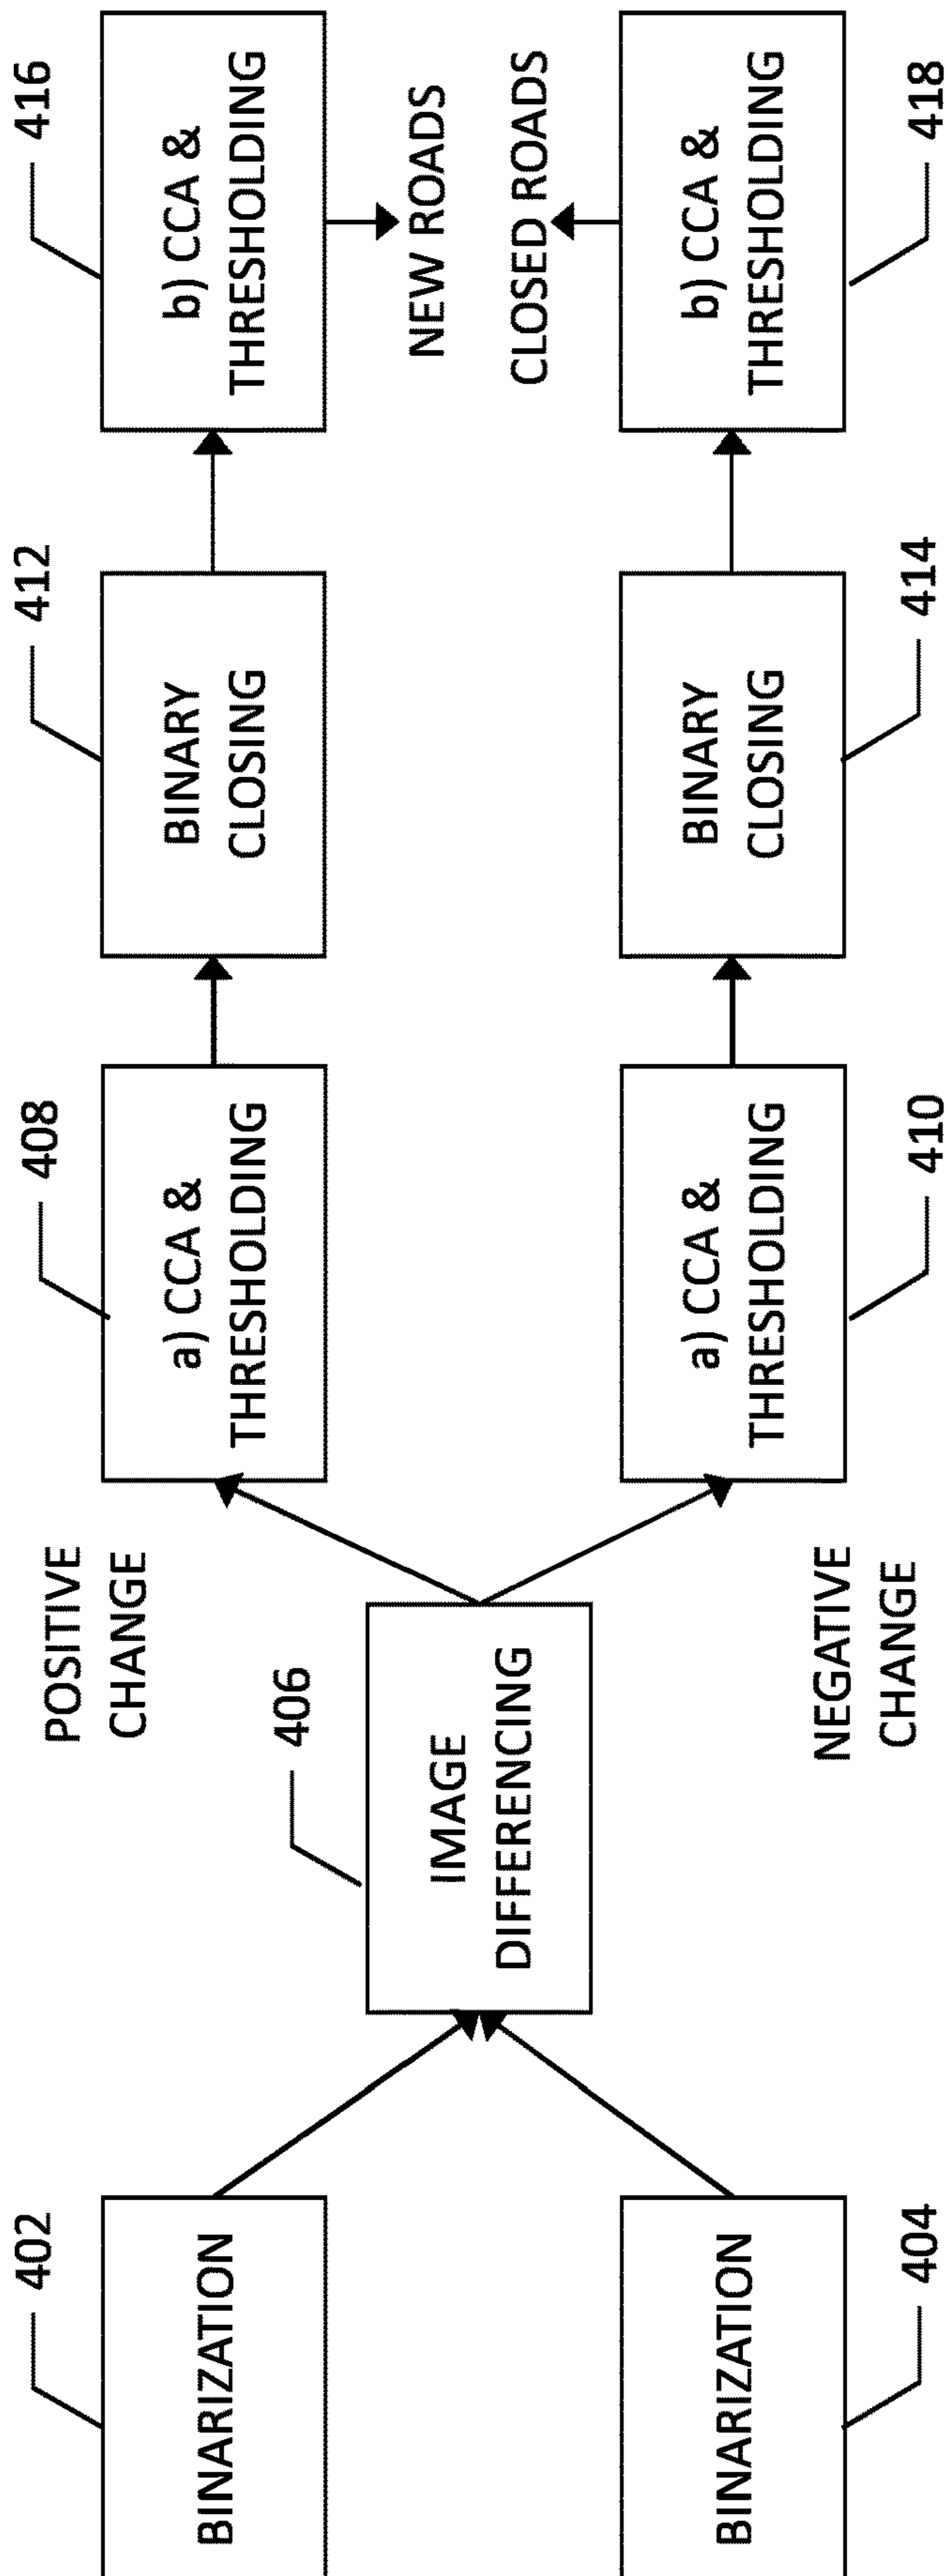 402
BINARIZATION
BINARIZATION
404
406
IMAGE
DIFFERENCING
POSITIVE
CHANGE
NEGATIVE
CHANGE
408
a) CCA &
THRESHOLDING
a) CCA &
THRESHOLDING
410
412
BINARY
CLOSING
BINARY
CLOSING
414
416
b) CCA &
THRESHOLDING
NEW ROADS
CLOSED ROADS
b) CCA &
THRESHOLDING
418